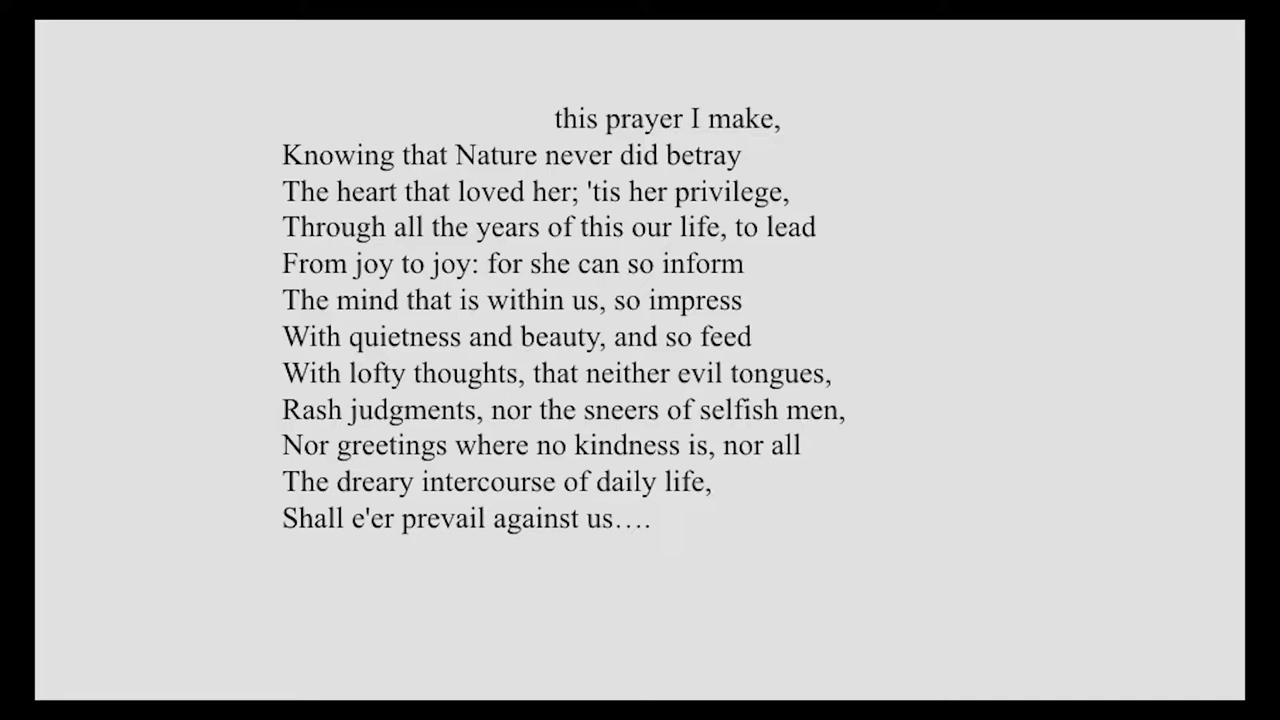 this prayer I make,
Knowing that Nature never did betray
The heart that loved her; 'tis her privilege,
Through all the years of this our life, to lead
From joy to joy: for she can so inform
The mind that is within us, so impress
With quietness and beauty, and so feed
With lofty thoughts, that neither evil tongues,
Rash judgments, nor the sneers of selfish men,
Nor greetings where no kindness is, nor all
The dreary intercourse of daily life,
Shall e'er prevail against us….